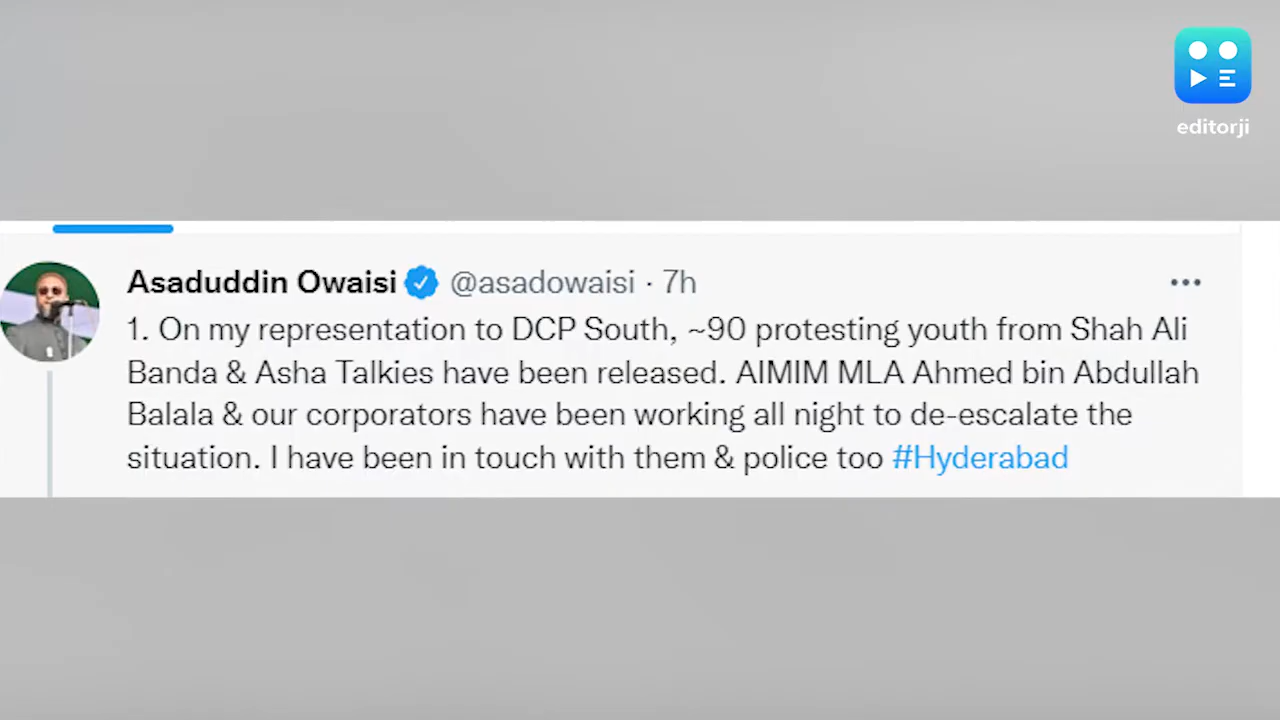 editorji
Asaduddin Owaisi @asadowaisi · 7h
1. On my representation to DCP South, ~90 protesting youth from Shah Ali
Banda & Asha Talkies have been released. AIMIM MLA Ahmed bin Abdullah
Balala & our corporators have been working all night to de-escalate the
situation. I have been in touch with them & police too #Hyderabad